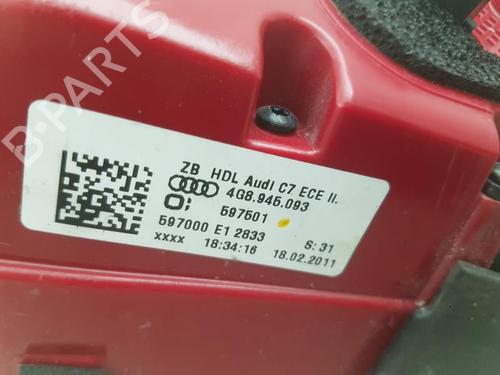 ZB HDL Audi C7 ECE II.
4G8.945.093
O; 597501
597000 E1 2833 S: 31
xxxx 18:34:16 18.02.2011
B-PARTS